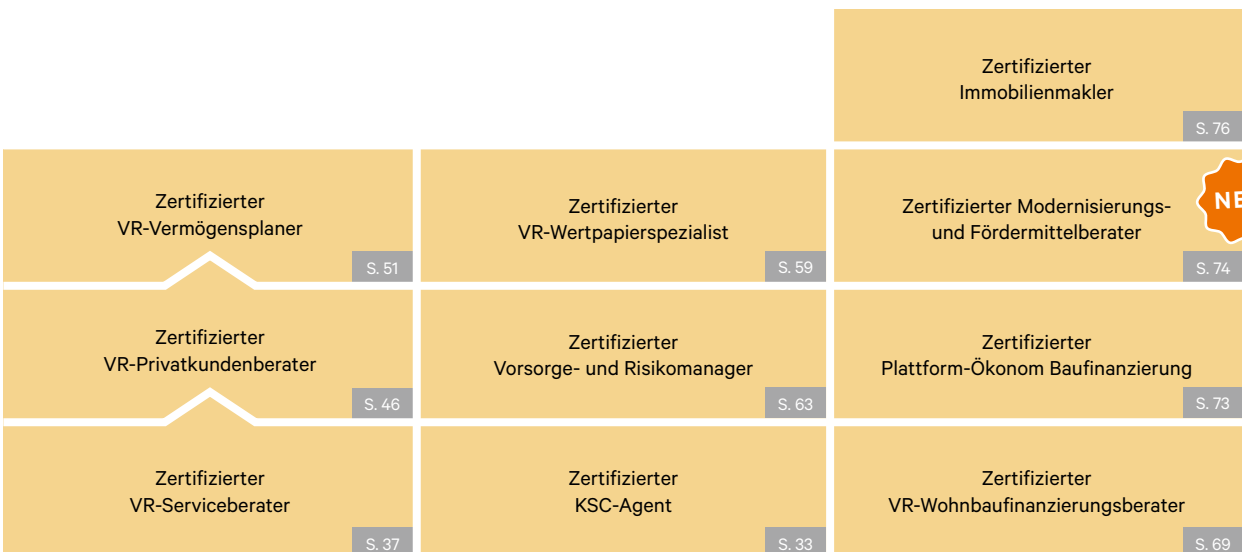 Zertifizierter
Immobilienmakler
S. 76
Zertifizierter
VR-Vermögensplaner
S. 51
Zertifizierter
VR-Wertpapierspezialist
S. 59
Zertifizierter Modernisierungs-
und Fördermittelberater
S. 74
Zertifizierter
VR-Privatkundenberater
S. 46
Zertifizierter
Vorsorge- und Risikomanager
S. 63
Zertifizierter
Plattform-Ökonom Baufinanzierung
S. 73
Zertifizierter
VR-Serviceberater
S. 37
Zertifizierter
KSC-Agent
S. 33
Zertifizierter
VR-Wohnbaufinanzierungsberater
S. 69